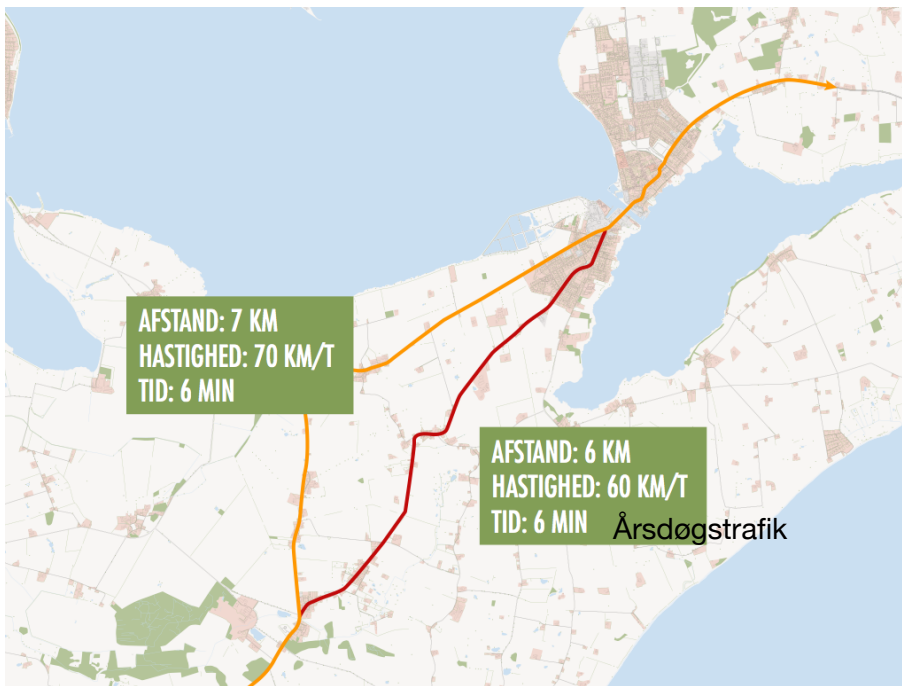 AFSTAND: 7 KM
HASTIGHED: 70 KM/T
TID: 6 MIN
AFSTAND: 6 KM
HASTIGHED: 60 KM/T
TID: 6 MIN
Årsdøgstrafik